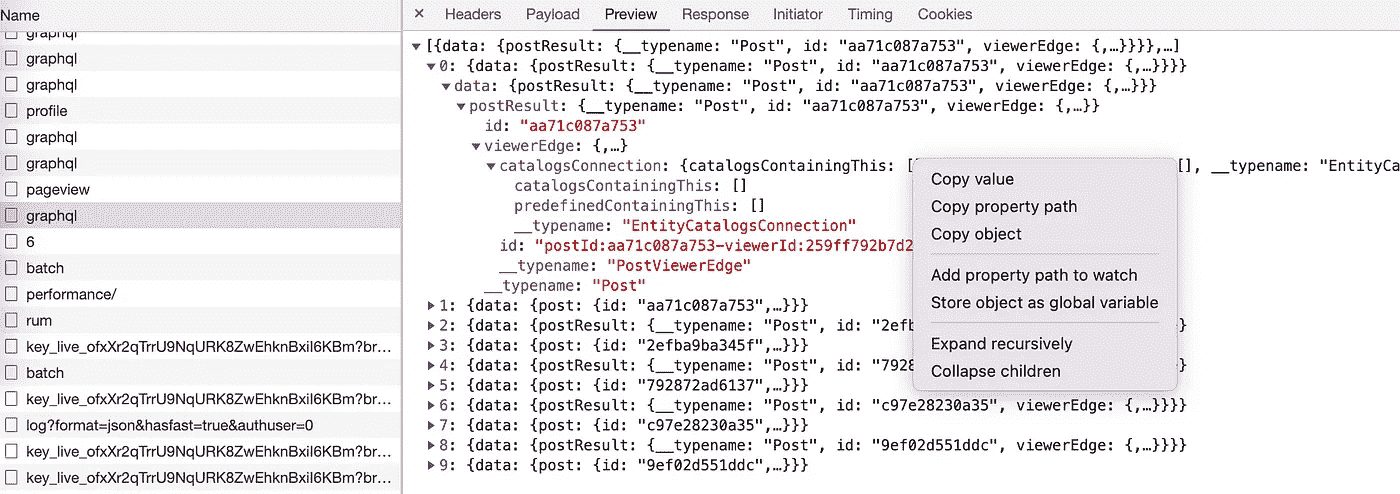 Name
graphql
graphql
graphql
profile
graphql
graphql
pageview
graphql
6
batch
performance/
rum
key_live_ofxXr2qTrrU9NqURK8ZwEhknBxiI6KBm?br…
batch
key_live_ofxXr2qTrrU9NqURK8ZwEhknBxiI6KBm?br…
log?format=json&hasfast=true&authuser=0
key_live_ofxXr2qTrrU9NqURK8ZwEhknBxiI6KBm?br…
key_live_ofxXr2qTrrU9NqURK8ZwEhknBxiI6KBm?br…
× Headers Payload Preview Response Initiator Timing Cookies
[{data: {postResult: {__typename: "Post", id: "aa71c087a753", viewerEdge: {,…}}}},…]
0: {data: {postResult: {__typename: "Post", id: "aa71c087a753", viewerEdge: {,…}}}}
data: {postResult: {__typename: "Post", id: "aa71c087a753", viewerEdge: {,…}}}
postResult: {__typename: "Post", id: "aa71c087a753", viewerEdge: {,…}}
id: "aa71c087a753"
viewerEdge: {,…}
catalogsConnection: {catalogsContainingThis: [ [], __typename: "EntityCa
catalogsContainingThis: []
predefinedContainingThis: []
__typename: "EntityCatalogsConnection"
id: "postId:aa71c087a753-viewerId:259ff792b7d2
__typename: "PostViewerEdge"
__typename: "Post"
1: {data: {post: {id: "aa71c087a753",…}}}
2: {data: {postResult: {__typename: "Post", id: "2efb }
3: {data: {post: {id: "2efba9ba345f",…}}}
4: {data: {postResult: {__typename: "Post", id: "7928 }
5: {data: {post: {id: "792872ad6137",…}}}
6: {data: {postResult: {__typename: "Post", id: "c97e28230a35", viewerEdge: {,…}}}}
7: {data: {post: {id: "c97e28230a35",…}}}
8: {data: {postResult: {__typename: "Post", id: "9ef02d551ddc", viewerEdge: {,…}}}}
9: {data: {post: {id: "9ef02d551ddc",…}}}
Copy value
Copy property path
Copy object
Add property path to watch
Store object as global variable
Expand recursively
Collapse children